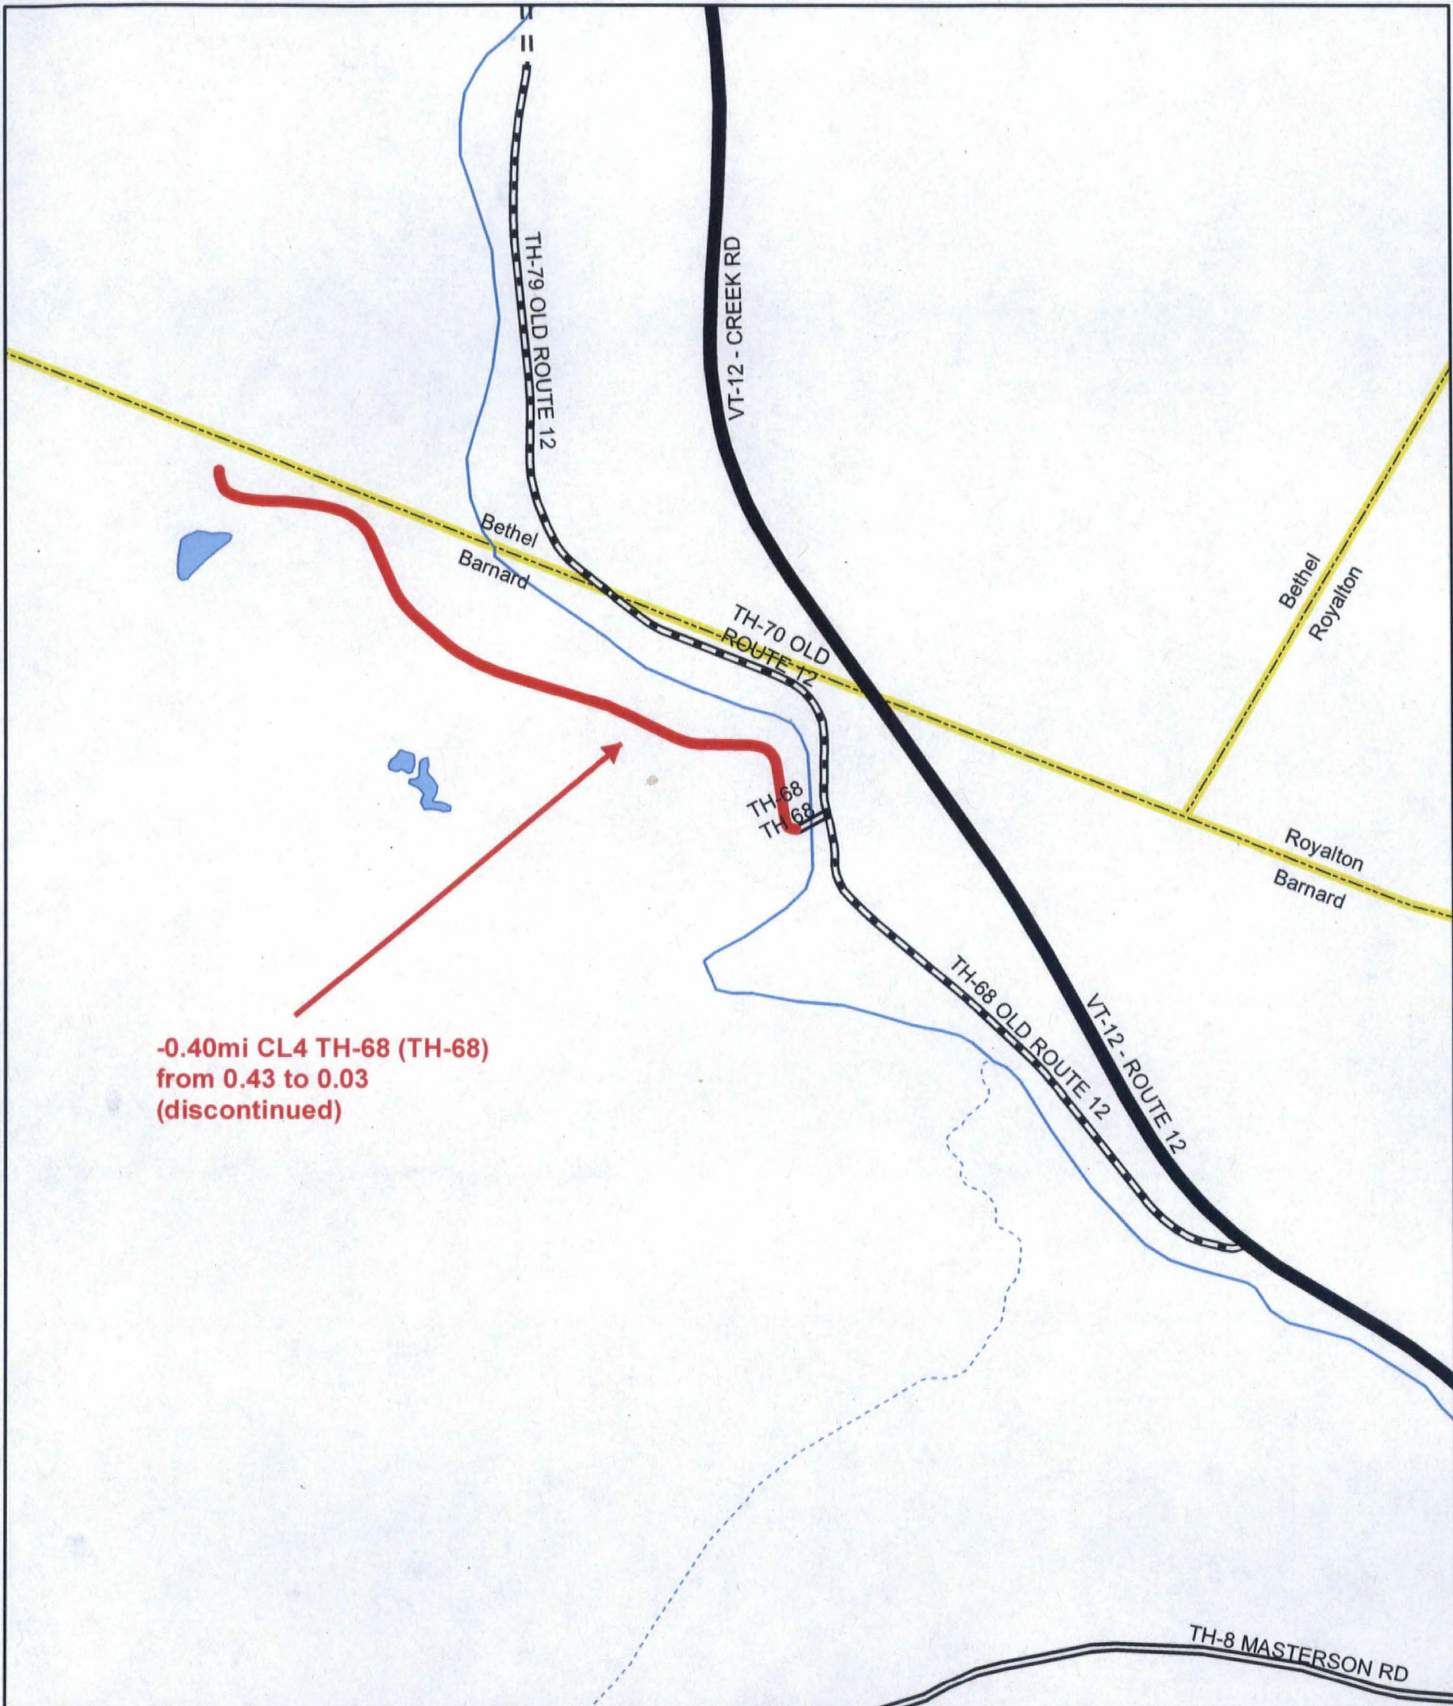 TH-79 OLD ROUTE 12
VT-12 - CREEK RD
Bethel
Barnard
Bethel
Royalton
TH-70 OLD
ROUTE 12
TH-68
TH-68
Royalton
Barnard
TH-68 OLD ROUTE 12
VT-12 - ROUTE 12
-0.40mi CL4 TH-68 (TH-68)
from 0.43 to 0.03
(discontinued)
TH-8 MASTERSON RD